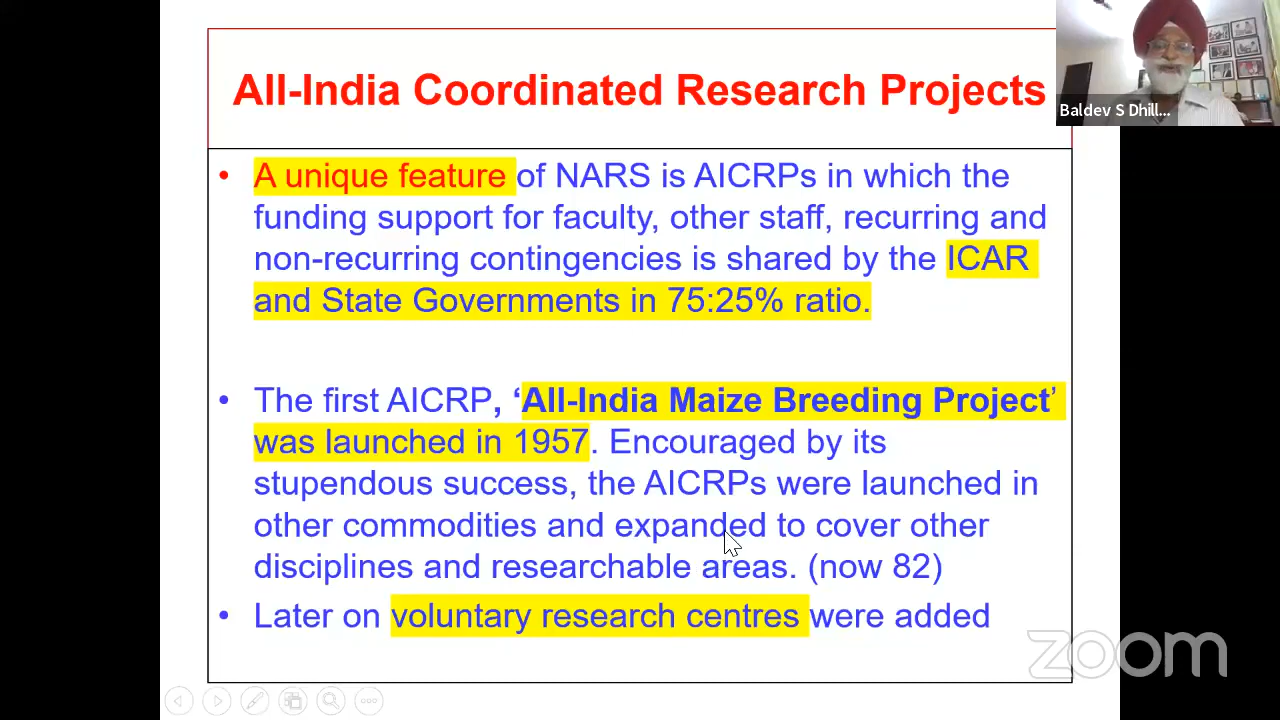 All-India Coordinated Research Projects
Baldev S Dhill...
• A unique feature of NARS is AICRPs in which the
funding support for faculty, other staff, recurring and
non-recurring contingencies is shared by the ICAR
and State Governments in 75:25% ratio.
• The first AICRP, ‘All-India Maize Breeding Project’
was launched in 1957. Encouraged by its
stupendous success, the AICRPs were launched in
other commodities and expanded to cover other
disciplines and researchable areas. (now 82)
• Later on voluntary research centres were added
zoom